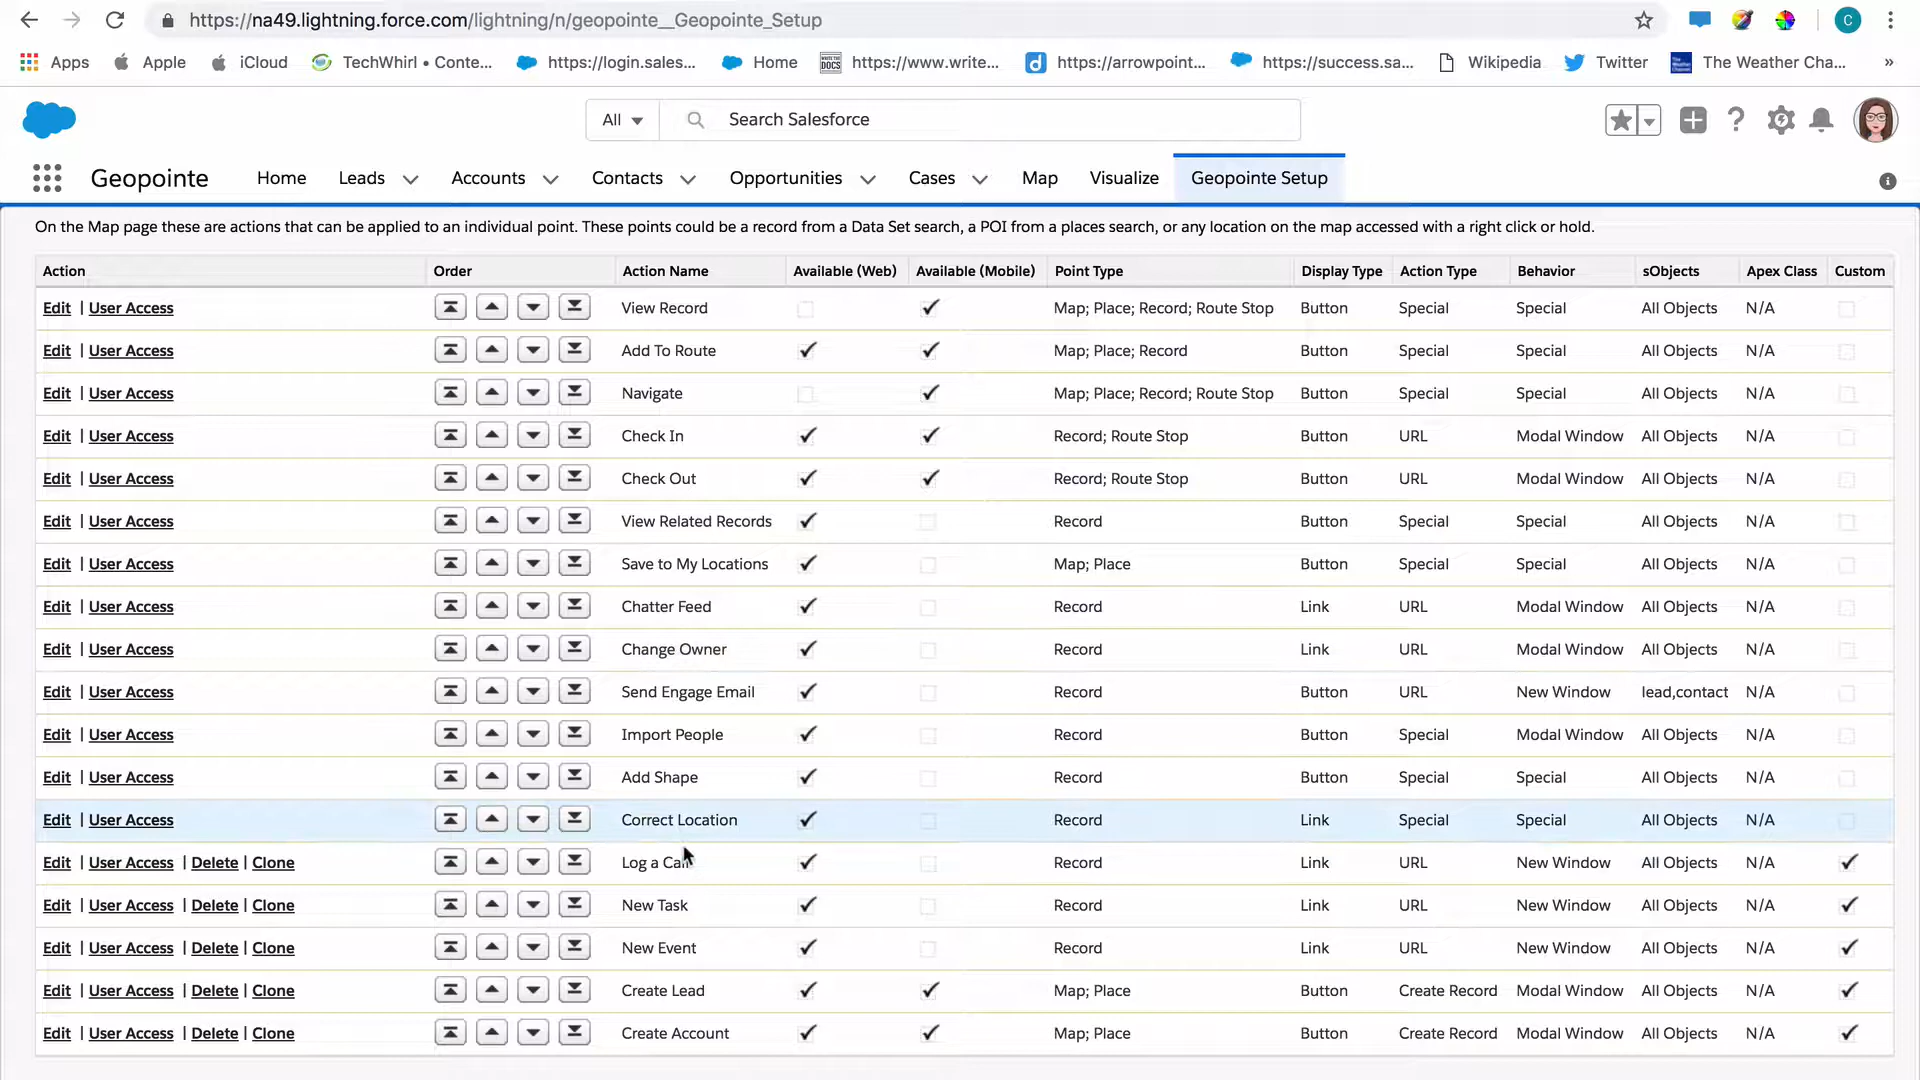 https://na49.lightning.force.com/lightning/n/geopointe__Geopointe_Setup
C
Apps Apple iCloud TechWhirl • Conte... https://login.sales... Home https://www.write... https://arrowpoint... https://success.sa... Wikipedia Twitter The Weather Cha... »
All Search Salesforce
Geopointe Home Leads Accounts Contacts Opportunities Cases Map Visualize Geopointe Setup
On the Map page these are actions that can be applied to an individual point. These points could be a record from a Data Set search, a POI from a places search, or any location on the map accessed with a right click or hold.
Action Order Action Name Available (Web) Available (Mobile) Point Type Display Type Action Type Behavior sObjects Apex Class Custom
Edit | User Access View Record Map; Place; Record; Route Stop Button Special Special All Objects N/A
Edit | User Access Add To Route Map; Place; Record Button Special Special All Objects N/A
Edit | User Access Navigate Map; Place; Record; Route Stop Button Special Special All Objects N/A
Edit | User Access Check In Record; Route Stop Button URL Modal Window All Objects N/A
Edit | User Access Check Out Record; Route Stop Button URL Modal Window All Objects N/A
Edit | User Access View Related Records Record Button Special Special All Objects N/A
Edit | User Access Save to My Locations Map; Place Button Special Special All Objects N/A
Edit | User Access Chatter Feed Record Link URL Modal Window All Objects N/A
Edit | User Access Change Owner Record Link URL Modal Window All Objects N/A
Edit | User Access Send Engage Email Record Button URL New Window lead,contact N/A
Edit | User Access Import People Record Button Special Modal Window All Objects N/A
Edit | User Access Add Shape Record Button Special Special All Objects N/A
Edit | User Access Correct Location Record Link Special Special All Objects N/A
Edit | User Access | Delete | Clone Log a Call Record Link URL New Window All Objects N/A
Edit | User Access | Delete | Clone New Task Record Link URL New Window All Objects N/A
Edit | User Access | Delete | Clone New Event Record Link URL New Window All Objects N/A
Edit | User Access | Delete | Clone Create Lead Map; Place Button Create Record Modal Window All Objects N/A
Edit | User Access | Delete | Clone Create Account Map; Place Button Create Record Modal Window All Objects N/A